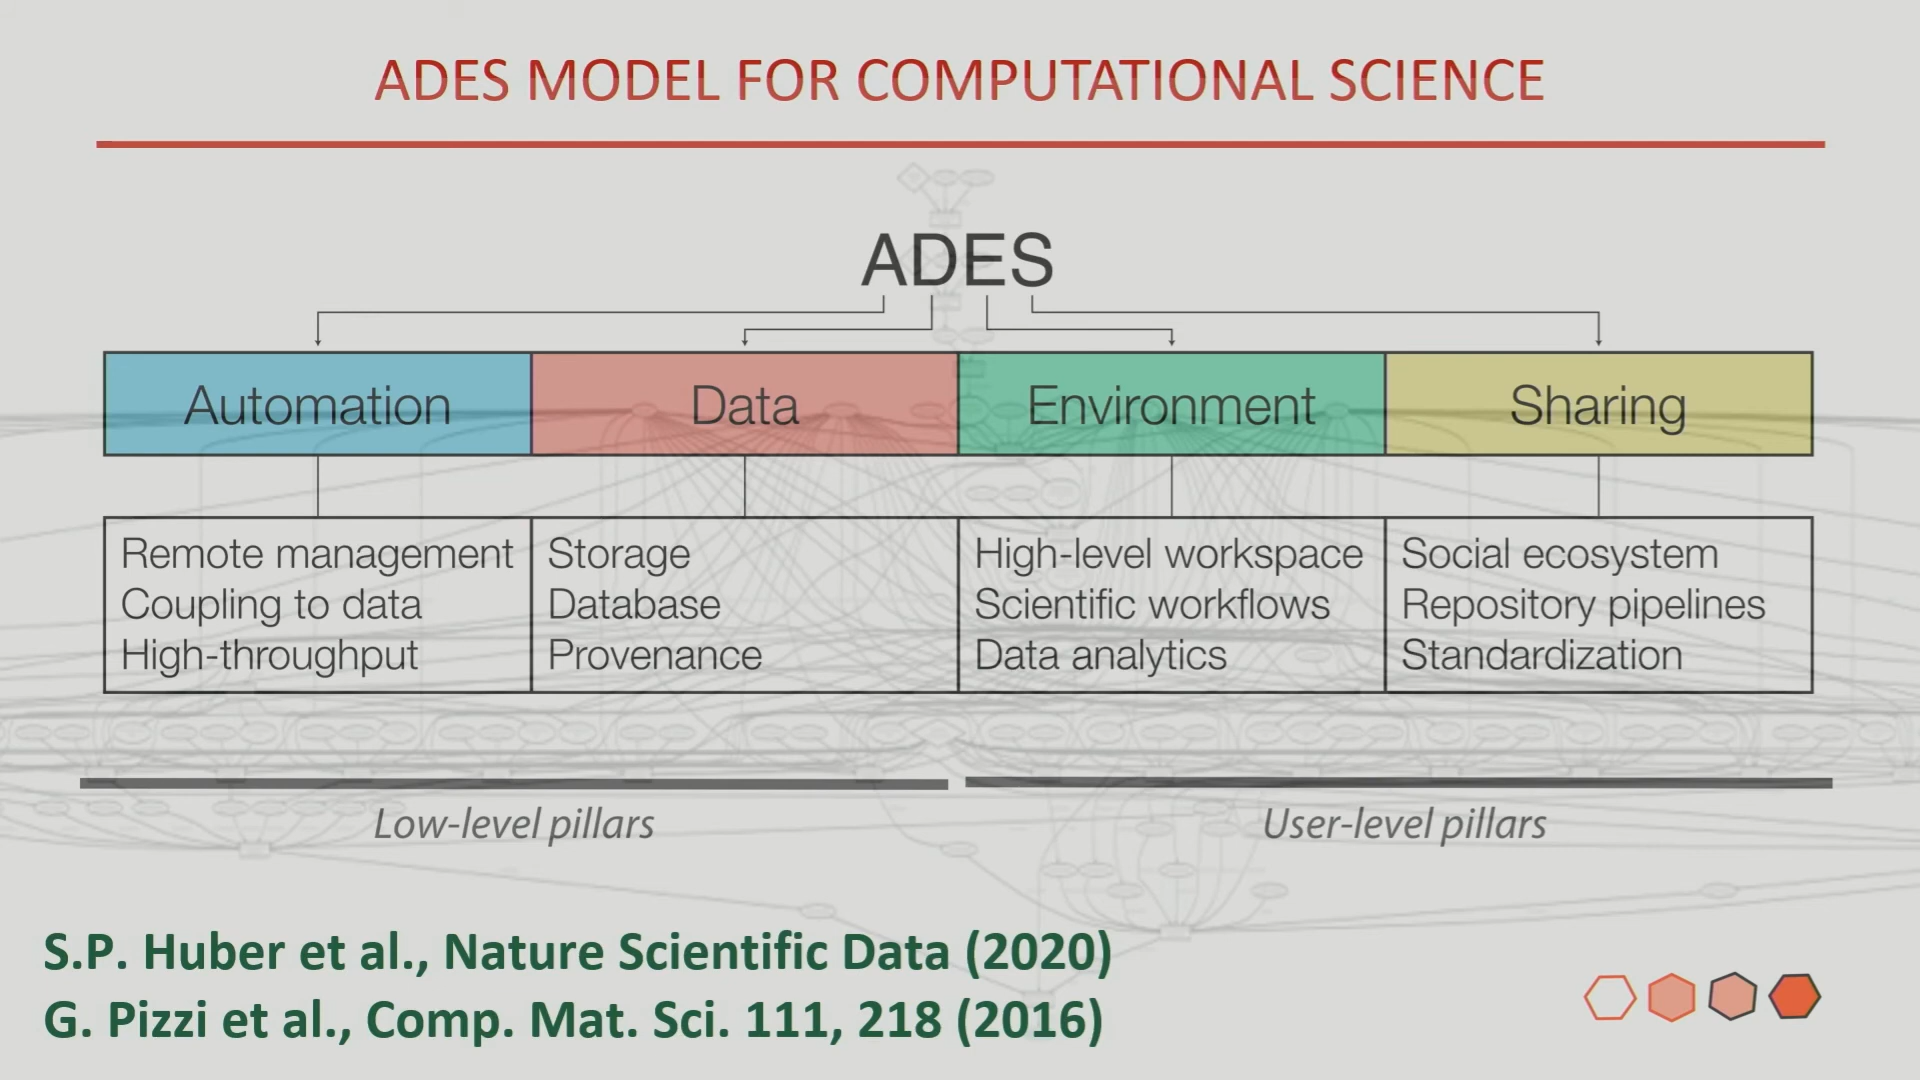 ADES MODEL FOR COMPUTATIONAL SCIENCE
ADES
Automation
Data
Environment
Sharing
Remote management
Coupling to data
High-throughput
Storage
Database
Provenance
High-level workspace
Scientific workflows
Data analytics
Social ecosystem
Repository pipelines
Standardization
Low-level pillars
User-level pillars
S.P. Huber et al., Nature Scientific Data (2020)
G. Pizzi et al., Comp. Mat. Sci. 111, 218 (2016)